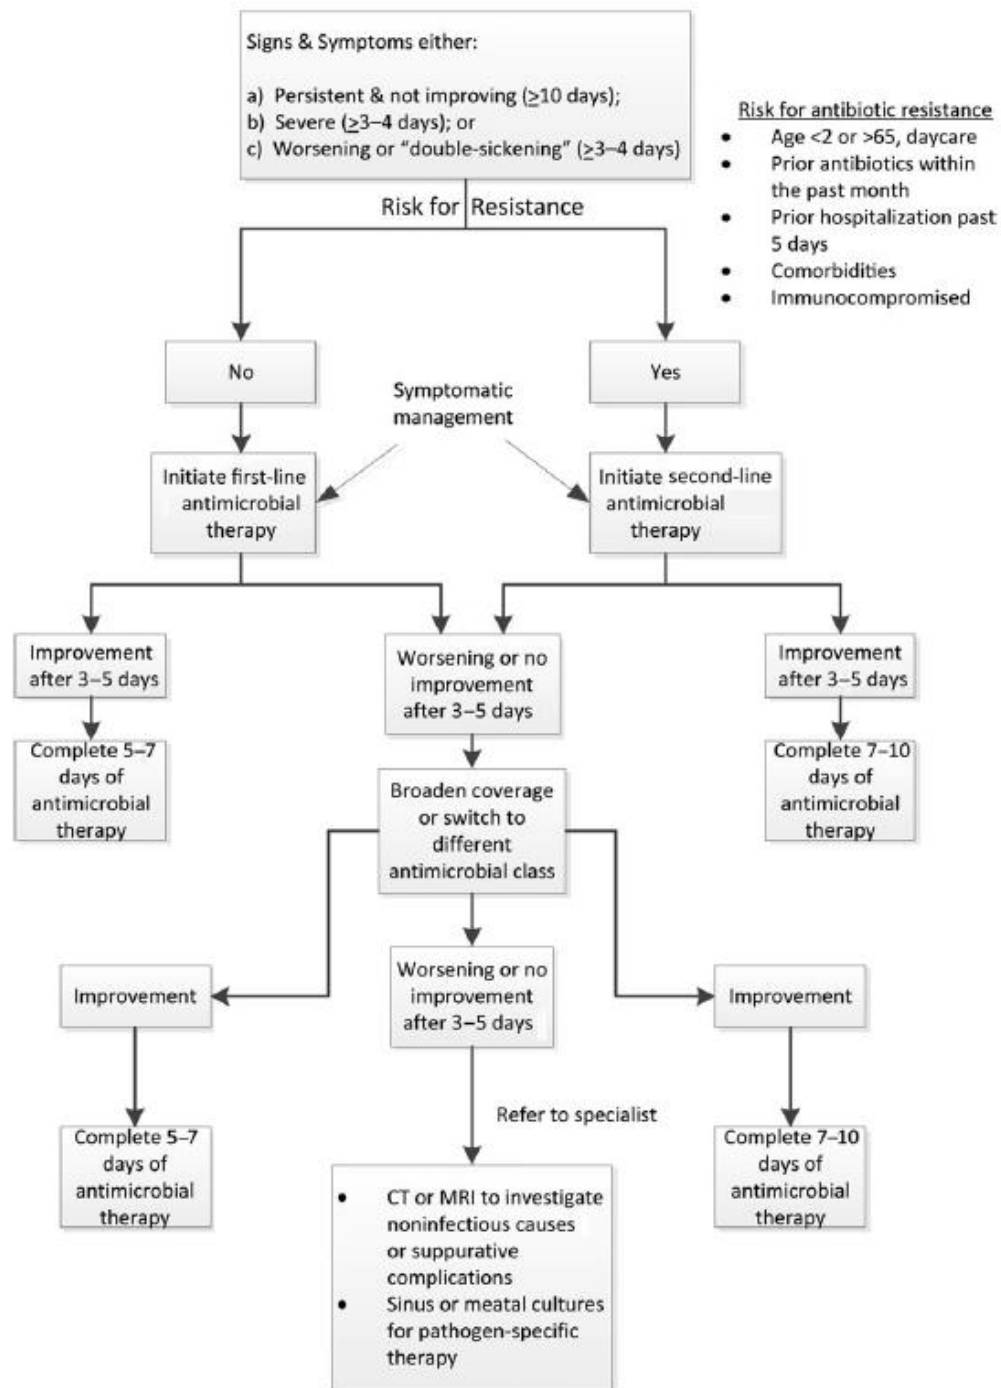 Signs & Symptoms either:
a) Persistent & not improving (≥10 days);
b) Severe (≥3–4 days); or
c) Worsening or “double-sickening” (≥3–4 days)
Risk for antibiotic resistance
• Age <2 or >65, daycare
• Prior antibiotics within
the past month
• Prior hospitalization past
5 days
• Comorbidities
• Immunocompromised
Risk for Resistance
No
Yes
Symptomatic
management
Initiate first-line
antimicrobial
therapy
Initiate second-line
antimicrobial
therapy
Improvement
after 3–5 days
Worsening or no
improvement
after 3–5 days
Improvement
after 3–5 days
Complete 5–7
days of
antimicrobial
therapy
Broaden coverage
or switch to
different
antimicrobial class
Complete 7–10
days of
antimicrobial
therapy
Improvement
Worsening or no
improvement
after 3–5 days
Improvement
Refer to specialist
Complete 5–7
days of
antimicrobial
therapy
Complete 7–10
days of
antimicrobial
therapy
• CT or MRI to investigate
noninfectious causes
or suppurative
complications
• Sinus or meatal cultures
for pathogen-specific
therapy